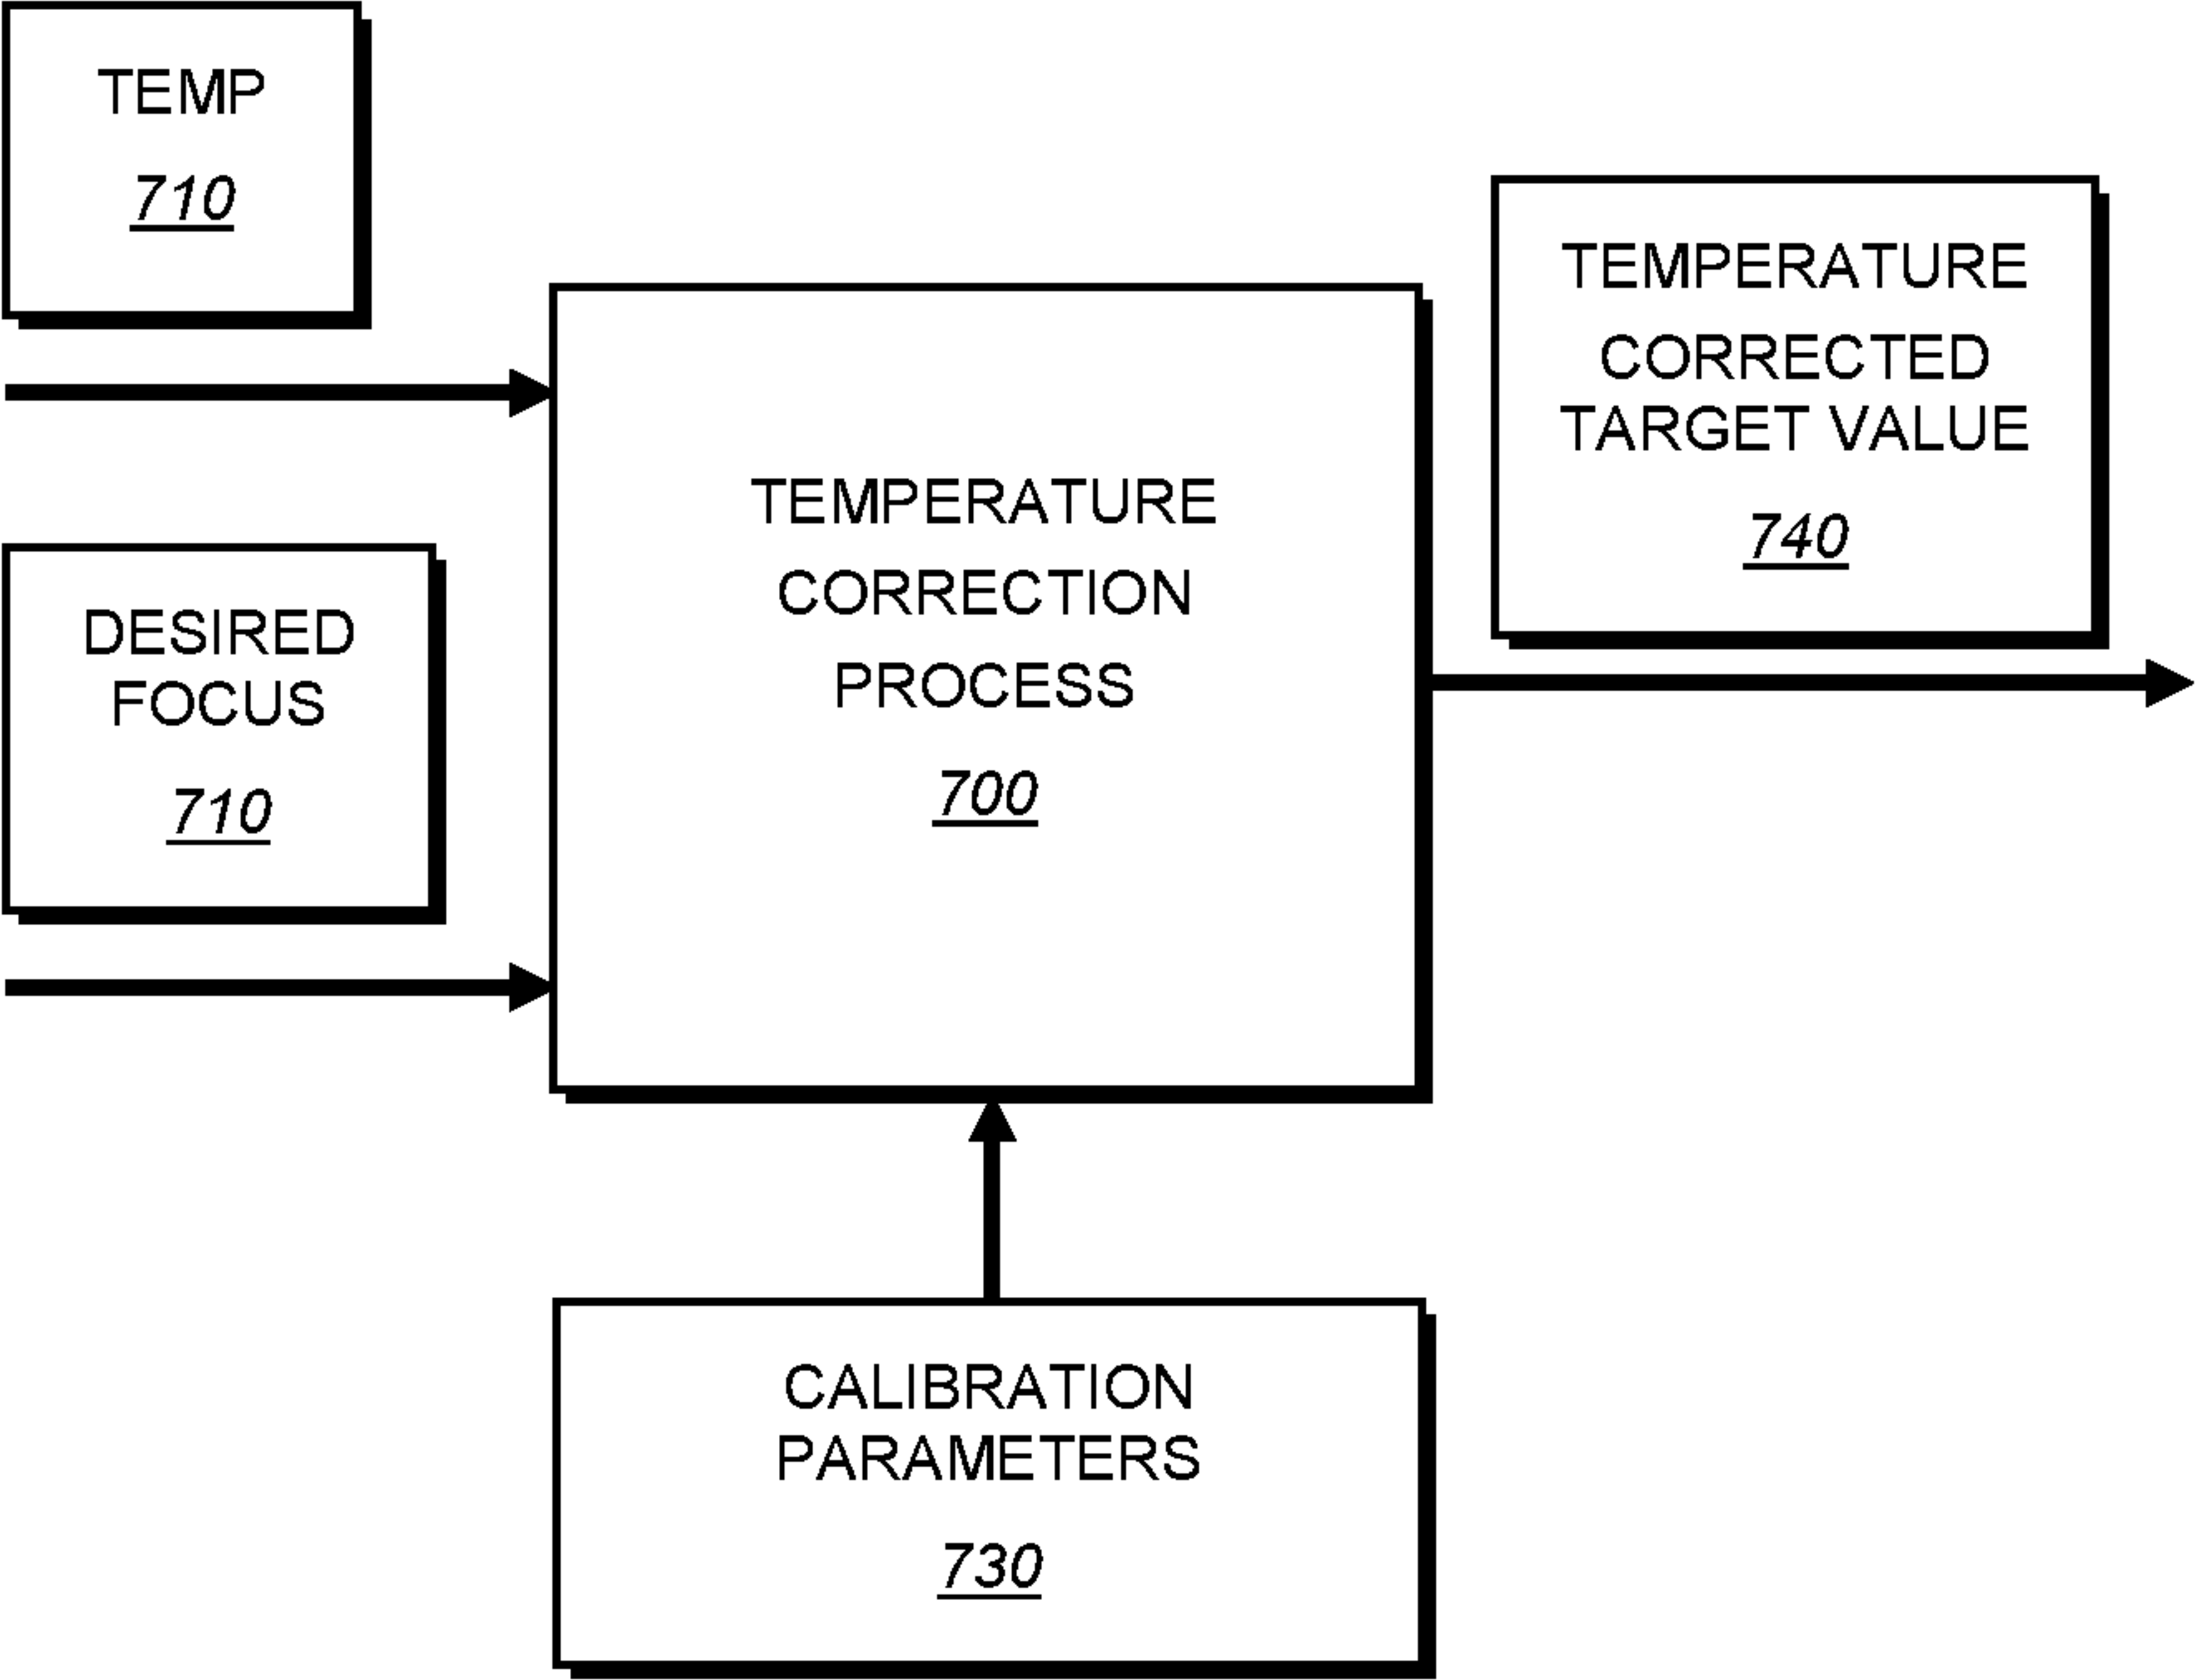 TEMP
710
DESIRED
FOCUS
710
TEMPERATURE
CORRECTION
PROCESS
700
TEMPERATURE
CORRECTED
TARGET VALUE
740
CALIBRATION
PARAMETERS
730